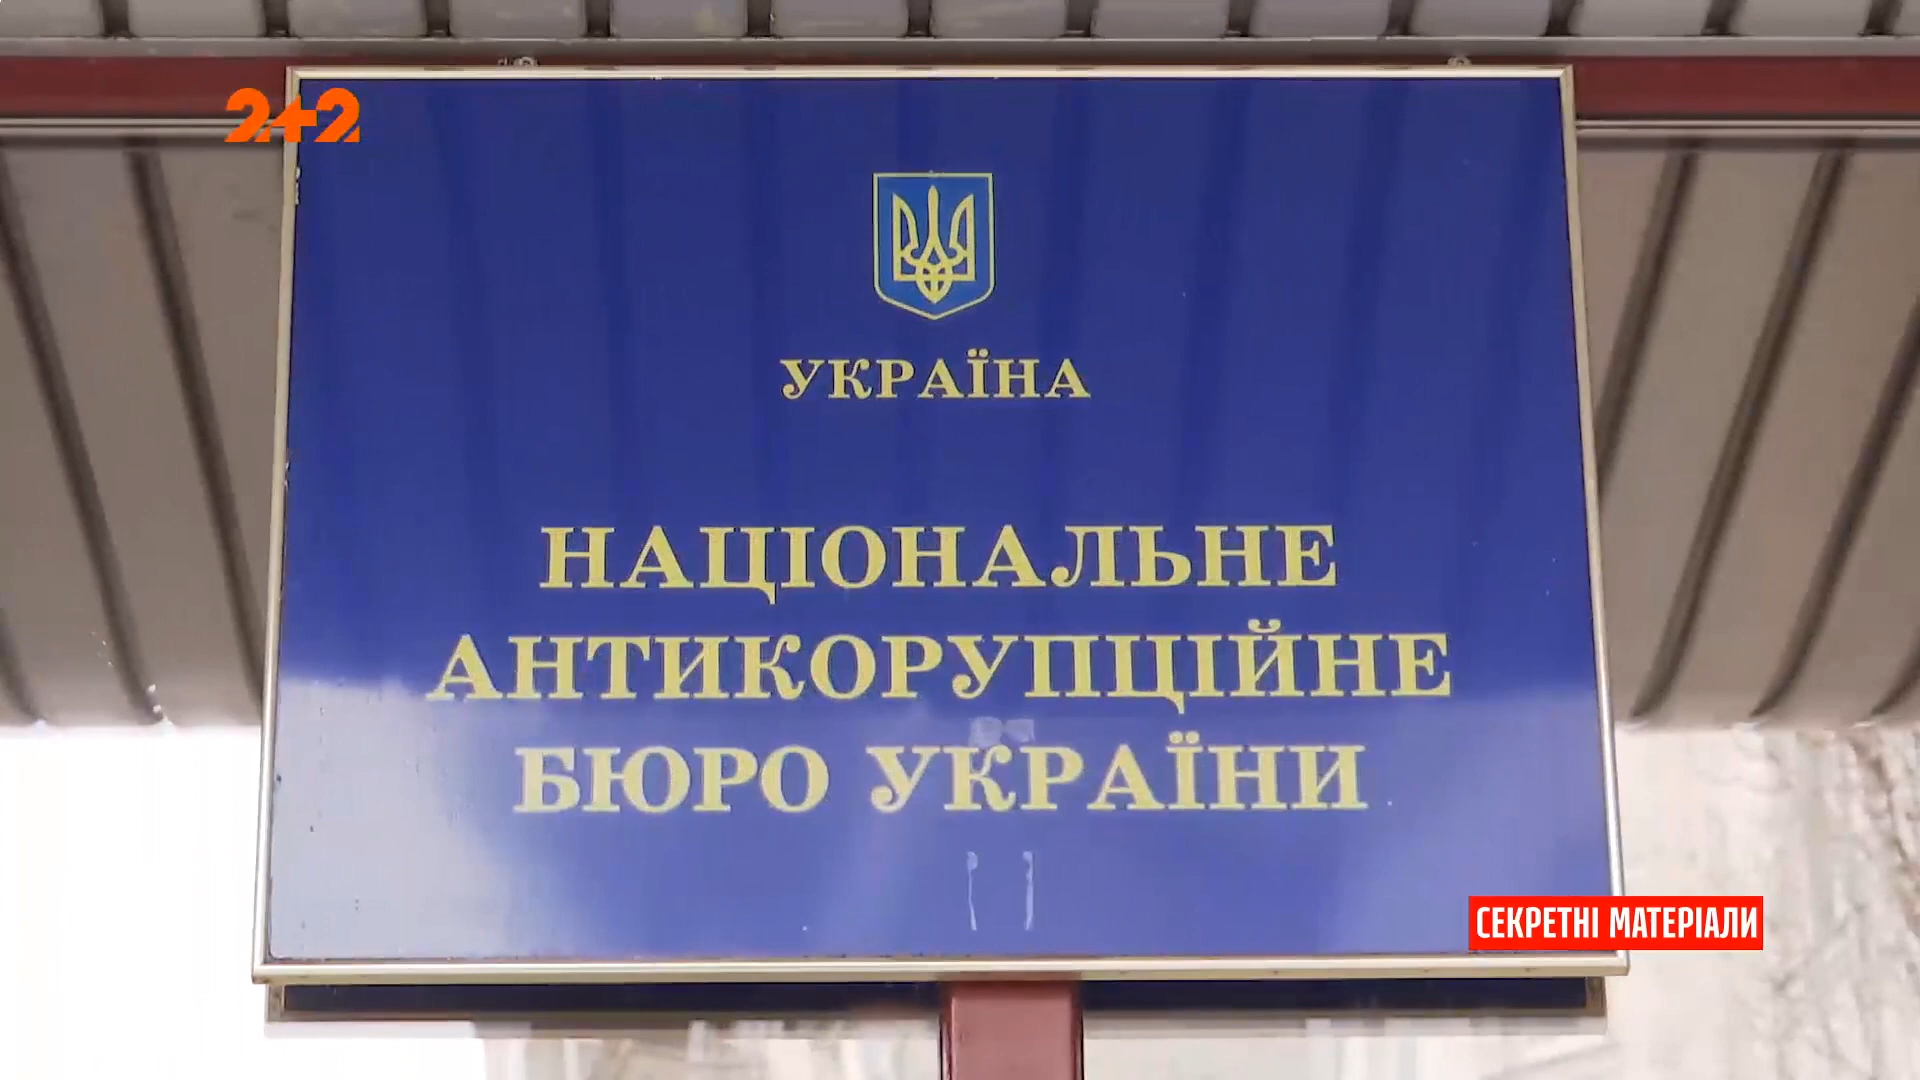 2+2
УКРАЇНА
НАЦІОНАЛЬНЕ
АНТИКОРУПЦІЙНЕ
БЮРО УКРАЇНИ
СЕКРЕТНІ МАТЕРІАЛИ